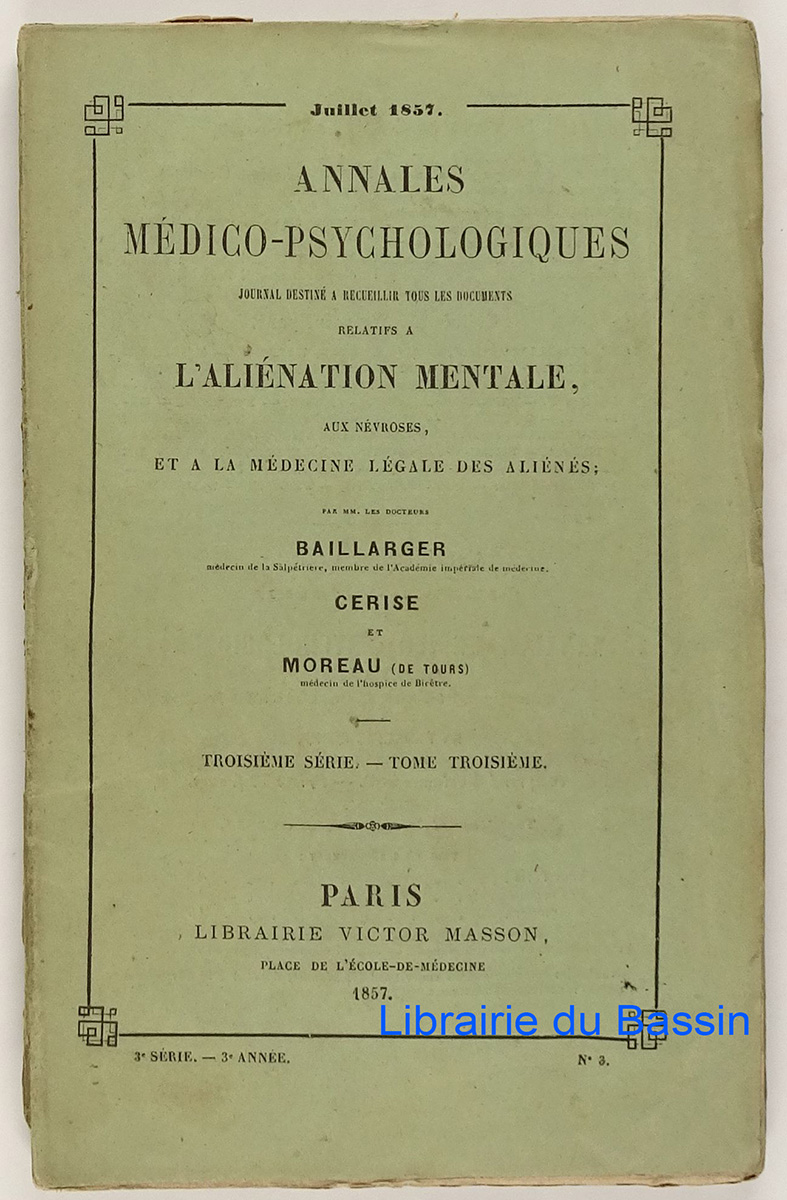 Juillet 1857.
ANNALES
MÉDICO-PSYCHOLOGIQUES
JOURNAL DESTINÉ A RECUEILLIR TOUS LES DOCUMENTS
RELATIFS A
L'ALIÉNATION MENTALE,
AUX NÉVROSES,
ET A LA MÉDECINE LÉGALE DES ALIÉNÉS;
PAR MM. LES DOCTEURS
BAILLARGER
médecin de la Salpêtrière, membre de l'Académie impériale de médecine.
CERISE
ET
MOREAU (DE TOURS)
médecin de l'hospice de Bicêtre.
TROISIÈME SÉRIE. — TOME TROISIÈME.
PARIS
LIBRAIRIE VICTOR MASSON,
PLACE DE L'ÉCOLE-DE-MÉDECINE
1857.
Librairie du Bassin
3e SÉRIE. — 3e ANNÉE.
N° 3.